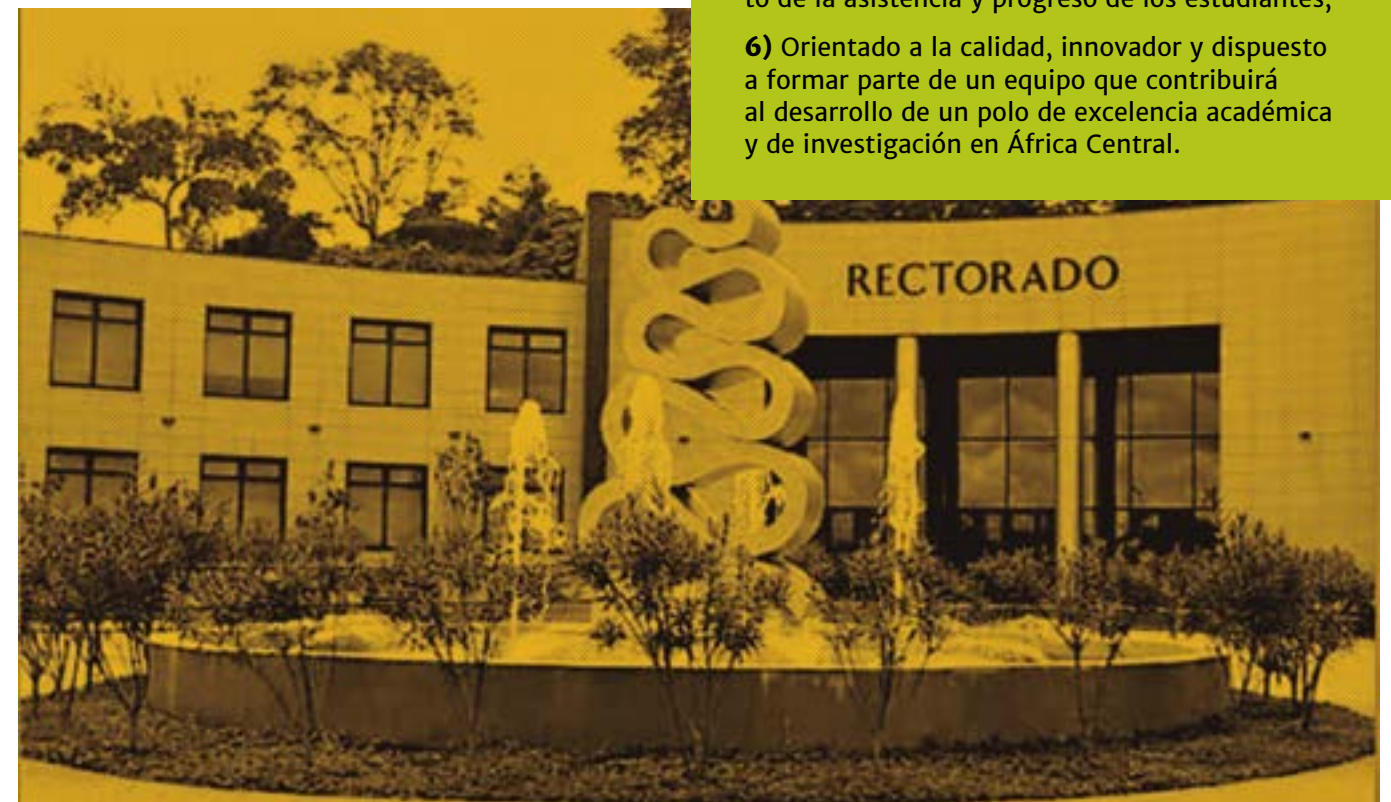 to de la asistencia y progreso de los estudiantes;
6) Orientado a la calidad, innovador y dispuesto
a formar parte de un equipo que contribuirá
al desarrollo de un polo de excelencia académica
y de investigación en África Central.
RECTORADO